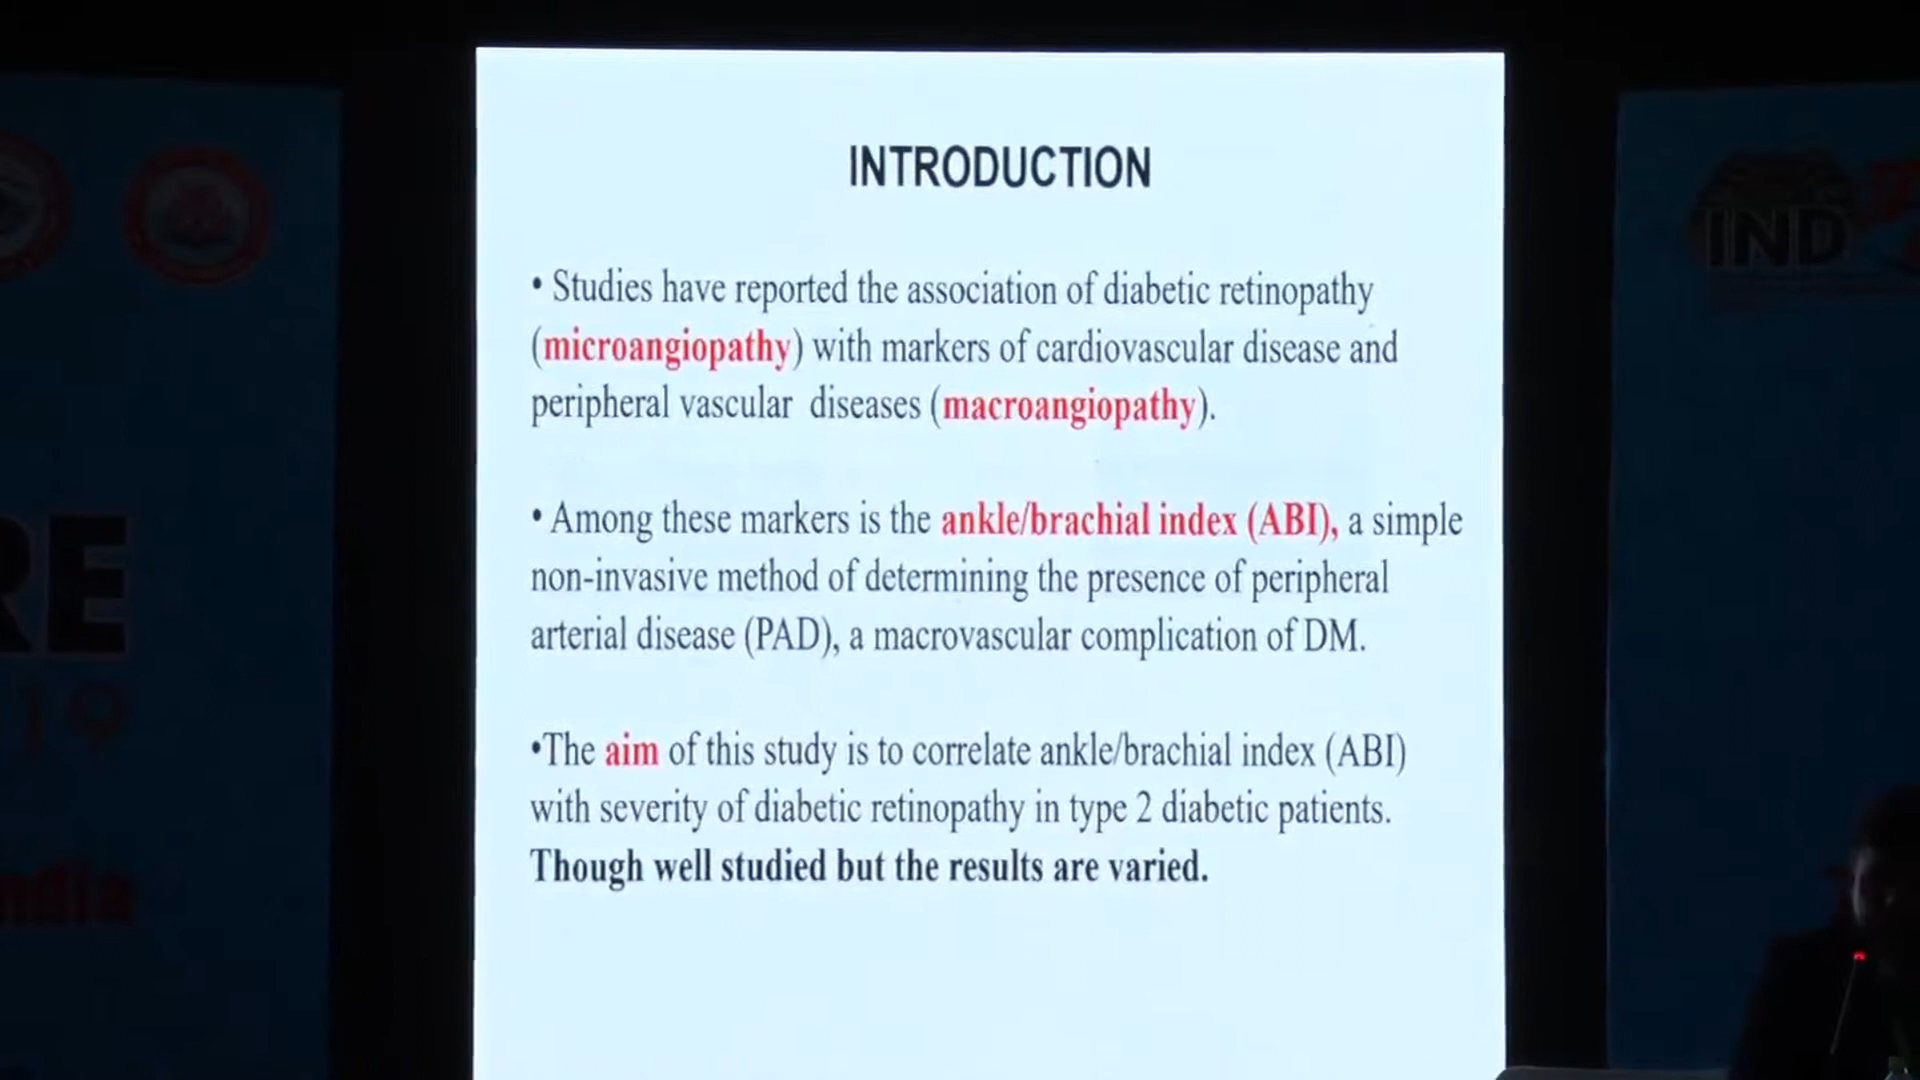 INTRODUCTION
• Studies have reported the association of diabetic retinopathy
(microangiopathy) with markers of cardiovascular disease and
peripheral vascular diseases (macroangiopathy).
• Among these markers is the ankle/brachial index (ABI), a simple
non-invasive method of determining the presence of peripheral
arterial disease (PAD), a macrovascular complication of DM.
•The aim of this study is to correlate ankle/brachial index (ABI)
with severity of diabetic retinopathy in type 2 diabetic patients.
Though well studied but the results are varied.
RE
19
ndia
IND